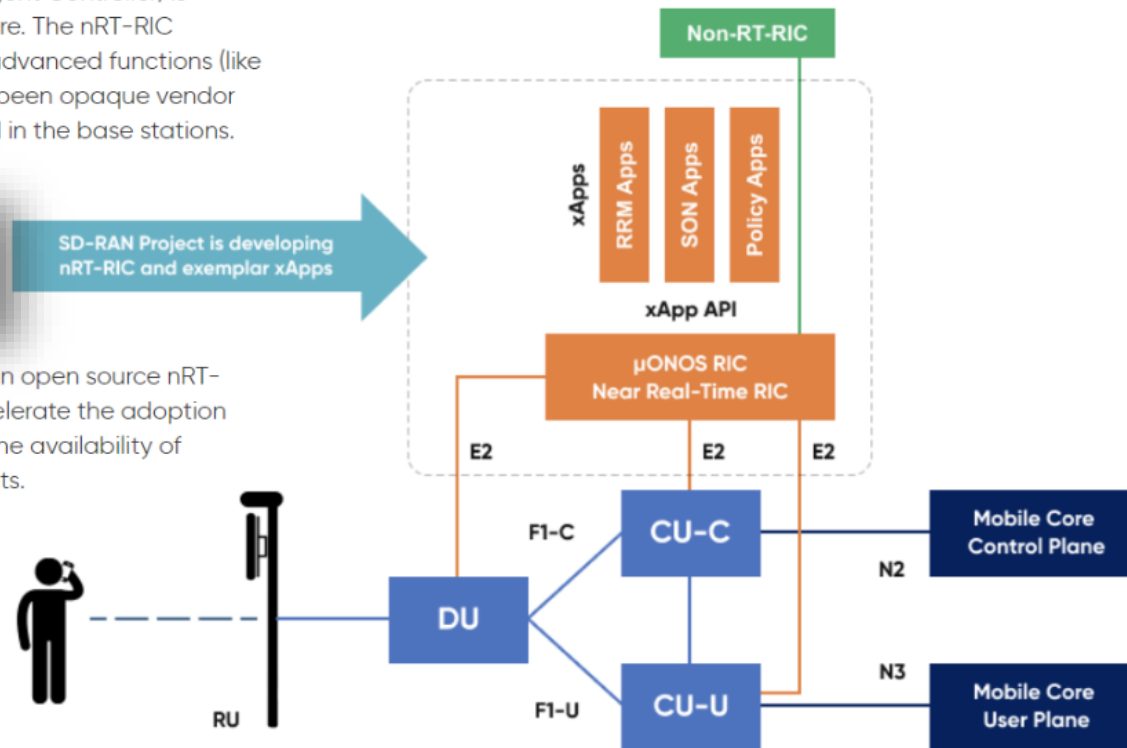 re. The nRT-RIC
advanced functions (like
been opaque vendor
in the base stations.
SD-RAN Project is developing
nRT-RIC and exemplar xApps
n open source nRT-
elerate the adoption
he availability of
ts.
Non-RT-RIC
xApps
RRM Apps
SON Apps
Policy Apps
xApp API
µONOS RIC
Near Real-Time RIC
E2
E2
E2
F1-C
CU-C
Mobile Core
Control Plane
N2
DU
N3
RU
F1-U
CU-U
Mobile Core
User Plane